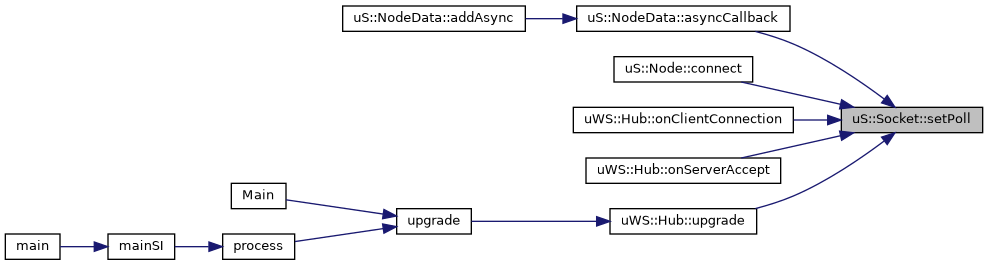 uS::NodeData::addAsync
uS::NodeData::asyncCallback
uS::Node::connect
uWS::Hub::onClientConnection
uS::Socket::setPoll
uWS::Hub::onServerAccept
Main
upgrade
uWS::Hub::upgrade
main
mainSI
process